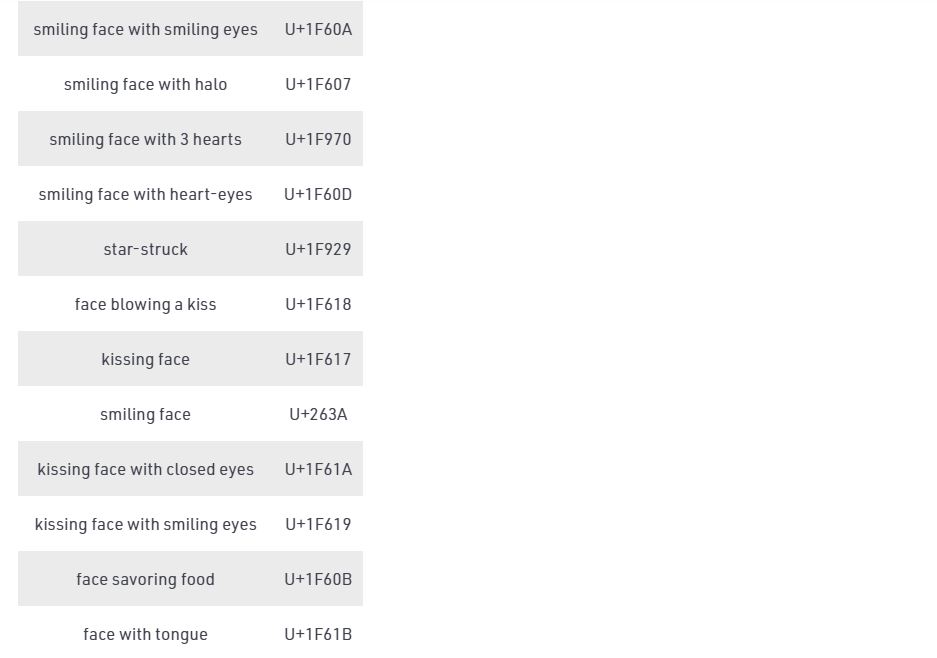 smiling face with smiling eyes U+1F60A
smiling face with halo U+1F607
smiling face with 3 hearts U+1F970
smiling face with heart-eyes U+1F60D
star-struck U+1F929
face blowing a kiss U+1F618
kissing face U+1F617
smiling face U+263A
kissing face with closed eyes U+1F61A
kissing face with smiling eyes U+1F619
face savoring food U+1F60B
face with tongue U+1F61B